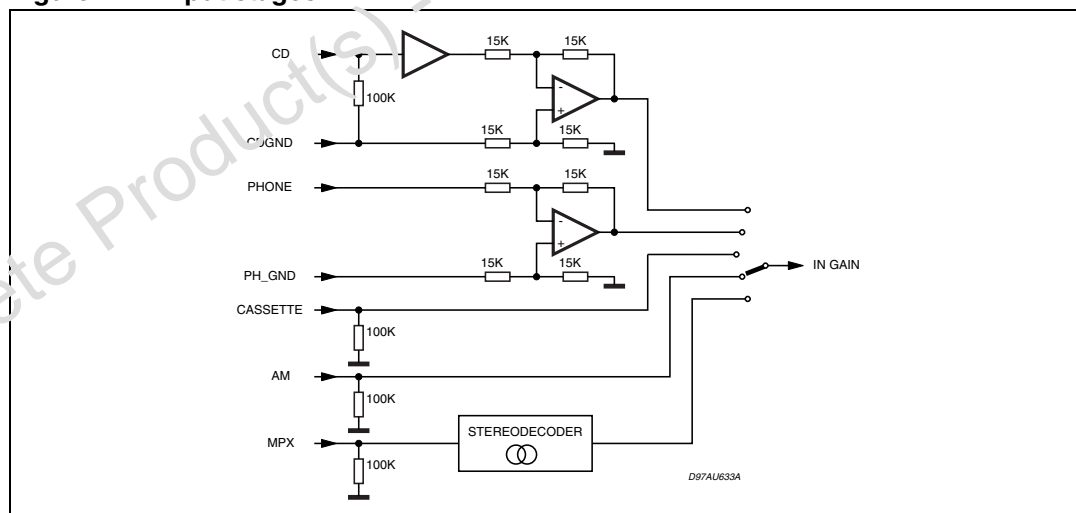 CD
15K
15K
100K
15K
15K
PHONE
15K
15K
IN GAIN
PH_GND
15K
15K
CASSETTE
100K
AM
100K
MPX
STEREODECODER
100K
D97AU633A